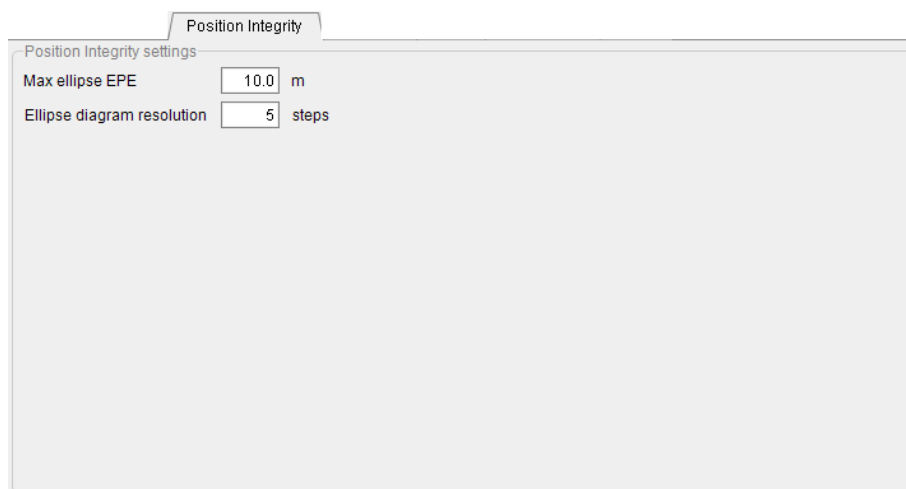 Position Integrity
Position Integrity settings
Max ellipse EPE 10.0 m
Ellipse diagram resolution 5 steps